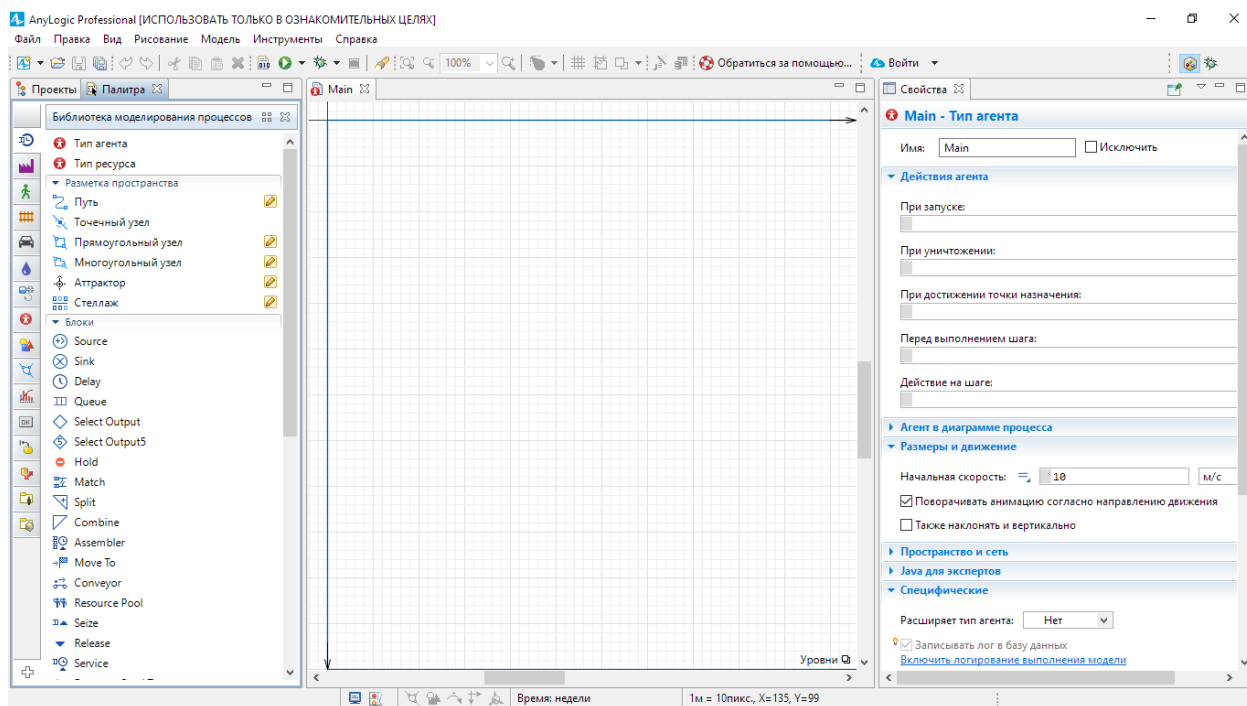 AnyLogic Professional [ИСПОЛЬЗОВАТЬ ТОЛЬКО В ОЗНАКОМИТЕЛЬНЫХ ЦЕЛЯХ]
Файл Правка Вид Рисование Модель Инструменты Справка
100% Обратиться за помощью... Войти
Проекты Палитра
Библиотека моделирования процессов
Тип агента
Тип ресурса
Разметка пространства
Путь
Точечный узел
Прямоугольный узел
Многоугольный узел
Аттрактор
Стеллаж
Блоки
Source
Sink
Delay
Queue
Select Output
Select Output5
Hold
Match
Split
Combine
Assembler
Move To
Conveyor
Resource Pool
Seize
Release
Service
OK
Main
Уровни
Свойства
Main - Тип агента
Имя: Main Исключить
Действия агента
При запуске:
При уничтожении:
При достижении точки назначения:
Перед выполнением шага:
Действие на шаге:
Агент в диаграмме процесса
Размеры и движение
Начальная скорость: 10 м/с
Поворачивать анимацию согласно направлению движения
Также наклонять и вертикально
Пространство и сеть
Java для экспертов
Специфические
Расширяет тип агента: Нет
Записывать лог в базу данных
Включить логирование выполнения модели
Время: недели 1м = 10пикс., X=135, Y=99